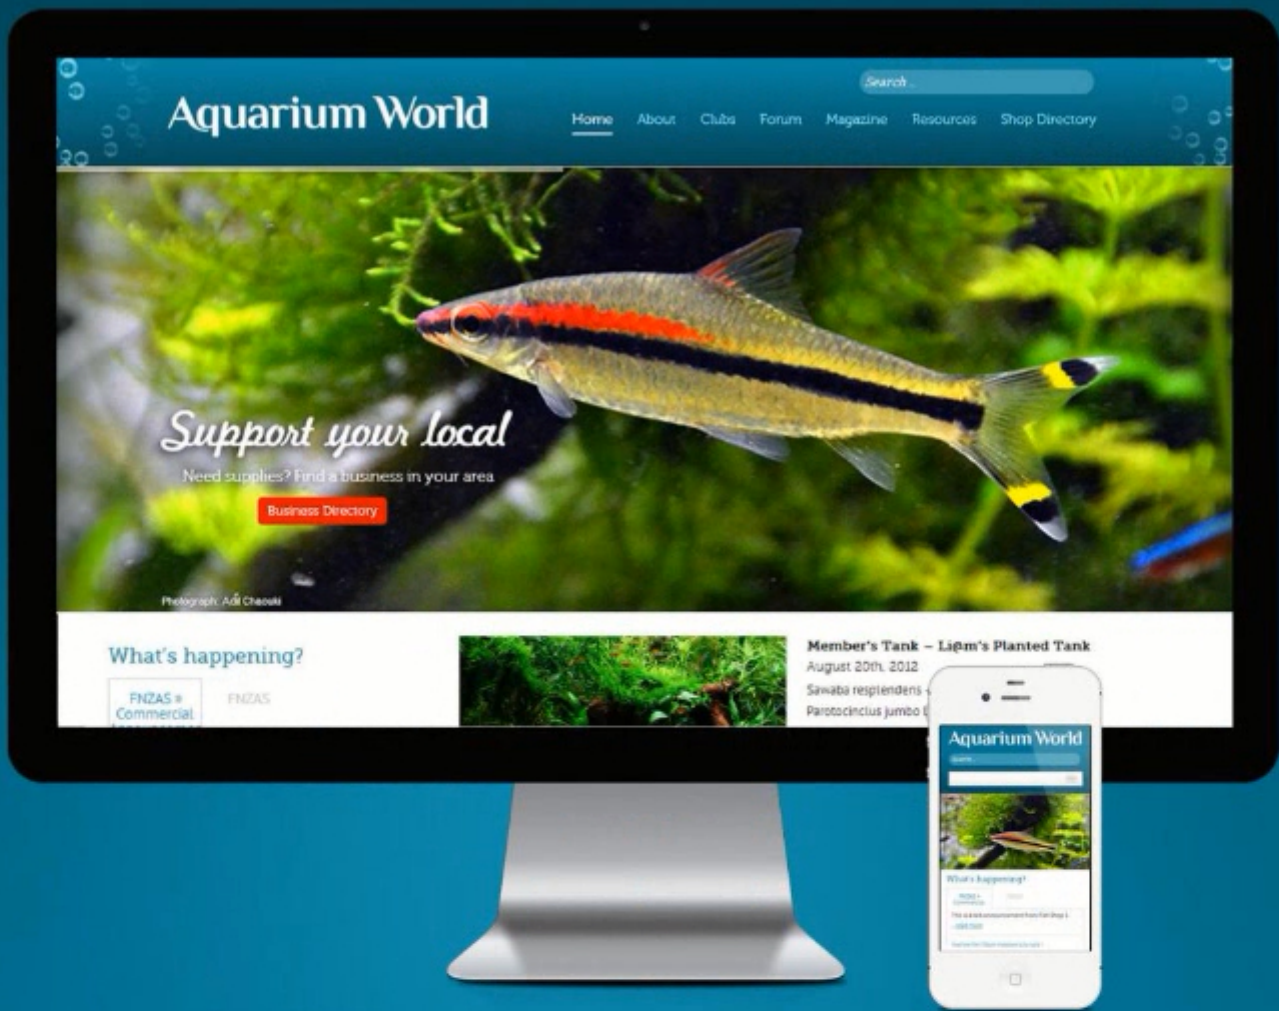 Search...
Aquarium World
Home About Clubs Forum Magazine Resources Shop Directory
Support your local
Need supplies? Find a business in your area
Business Directory
Photograph: Adil Chaouki
What's happening?
FNZAS »
Commercial
FNZAS
Member's Tank – Li@m's Planted Tank
August 20th, 2012
Sawaba resplendens
Parotocinclus jumbo
Aquarium World
What's happening?